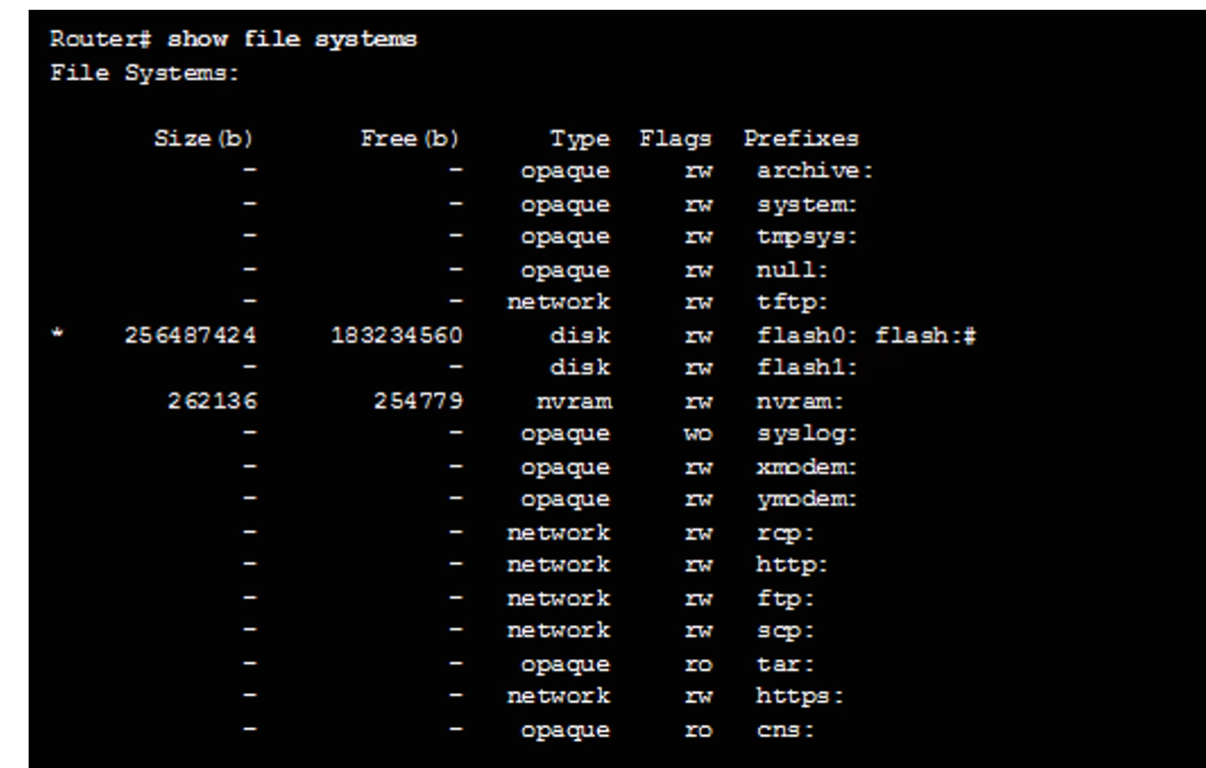 Router# show file systems
File Systems:
Size(b) Free(b) Type Flags Prefixes
- - opaque rw archive:
- - opaque rw system:
- - opaque rw tmpsys:
- - opaque rw null:
- - network rw tftp:
* 256487424 183234560 disk rw flash0: flash:#
- - disk rw flash1:
262136 254779 nvram rw nvram:
- - opaque wo syslog:
- - opaque rw xmodem:
- - opaque rw ymodem:
- - network rw rcp:
- - network rw http:
- - network rw ftp:
- - network rw scp:
- - opaque ro tar:
- - network rw https:
- - opaque ro cns: